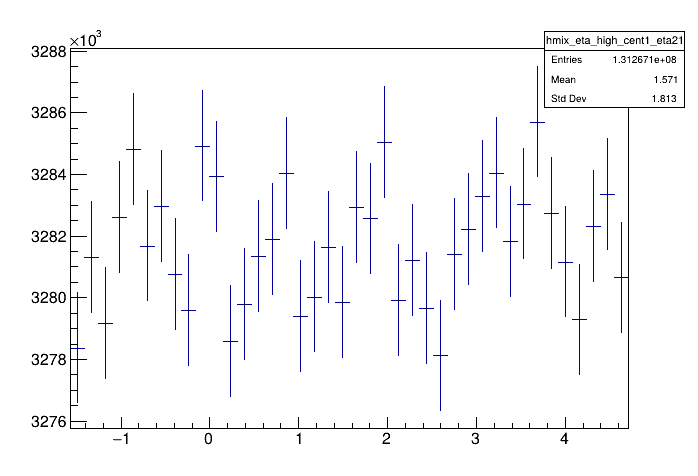 ×10³
hmix_eta_high_cent1_eta21
Entries 1.312671e+08
Mean 1.571
Std Dev 1.813
3288
3286
3284
3282
3280
3278
3276
−1 0 1 2 3 4